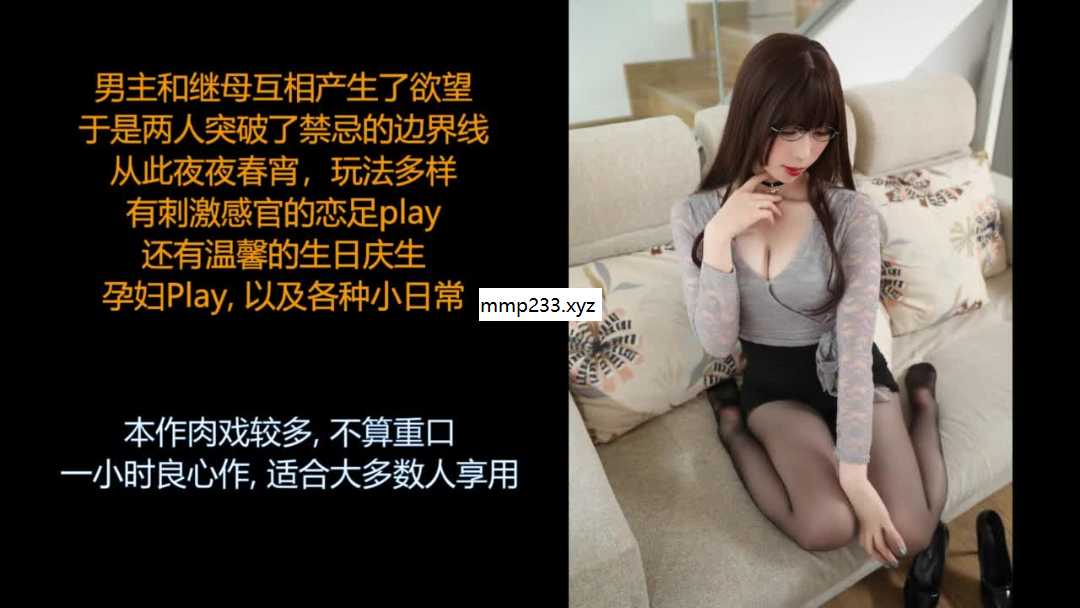 男主和继母互相产生了欲望
于是两人突破了禁忌的边界线
从此夜夜春宵，玩法多样
有刺激感官的恋足play
还有温馨的生日庆生
孕妇Play, 以及各种小日常
mmp233.xyz
本作肉戏较多, 不算重口
一小时良心作, 适合大多数人享用